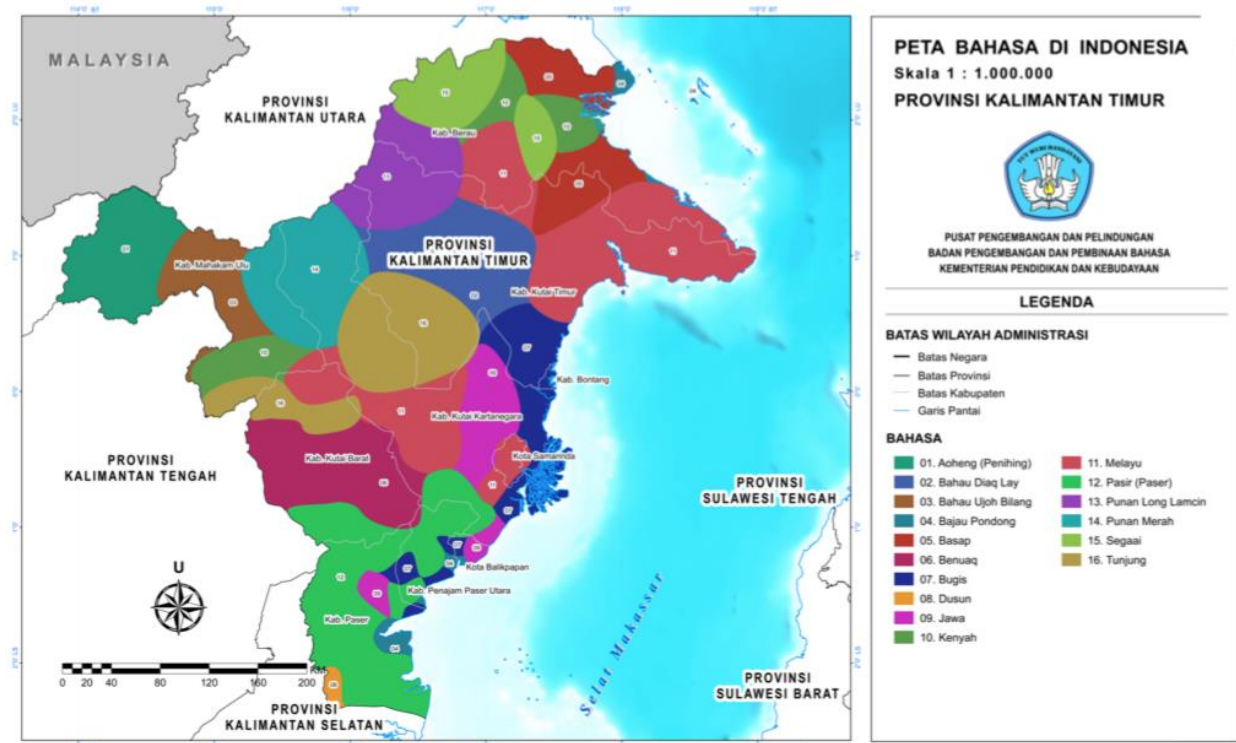 MALAYSIA
PROVINSI
KALIMANTAN UTARA
Kab. Berau
Kab. Mahakam Ulu
PROVINSI
KALIMANTAN TIMUR
Kab. Kutai Timur
Kab. Bontang
Kab. Kutai Kartanegara
Kota Samarinda
Kab. Kutai Barat
PROVINSI
KALIMANTAN TENGAH
PROVINSI
SULAWESI TENGAH
Kota Balikpapan
Kab. Penajam Paser Utara
Kab. Paser
Selat Makassar
U
0 20 40 80 120 160 200
PROVINSI
KALIMANTAN SELATAN
PROVINSI
SULAWESI BARAT
PETA BAHASA DI INDONESIA
Skala 1 : 1.000.000
PROVINSI KALIMANTAN TIMUR
PUSAT PENGEMBANGAN DAN PELINDUNGAN
BADAN PENGEMBANGAN DAN PEMBINAAN BAHASA
KEMENTERIAN PENDIDIKAN DAN KEBUDAYAAN
LEGENDA
BATAS WILAYAH ADMINISTRASI
Batas Negara
Batas Provinsi
Batas Kabupaten
Garis Pantai
BAHASA
01. Aoheng (Penihing)
02. Bahau Diaq Lay
03. Bahau Ujoh Bilang
04. Bajau Pondong
05. Basap
06. Benuaq
07. Bugis
08. Dusun
09. Jawa
10. Kenyah
11. Melayu
12. Pasir (Paser)
13. Punan Long Lamcin
14. Punan Merah
15. Segaai
16. Tunjung